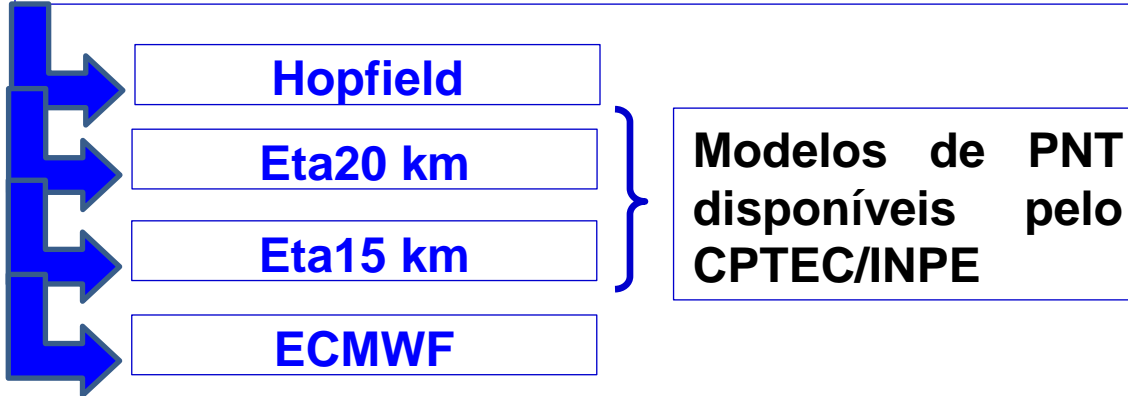 Hopfield
Eta20 km
Eta15 km
ECMWF
Modelos de PNT
disponíveis pelo
CPTEC/INPE